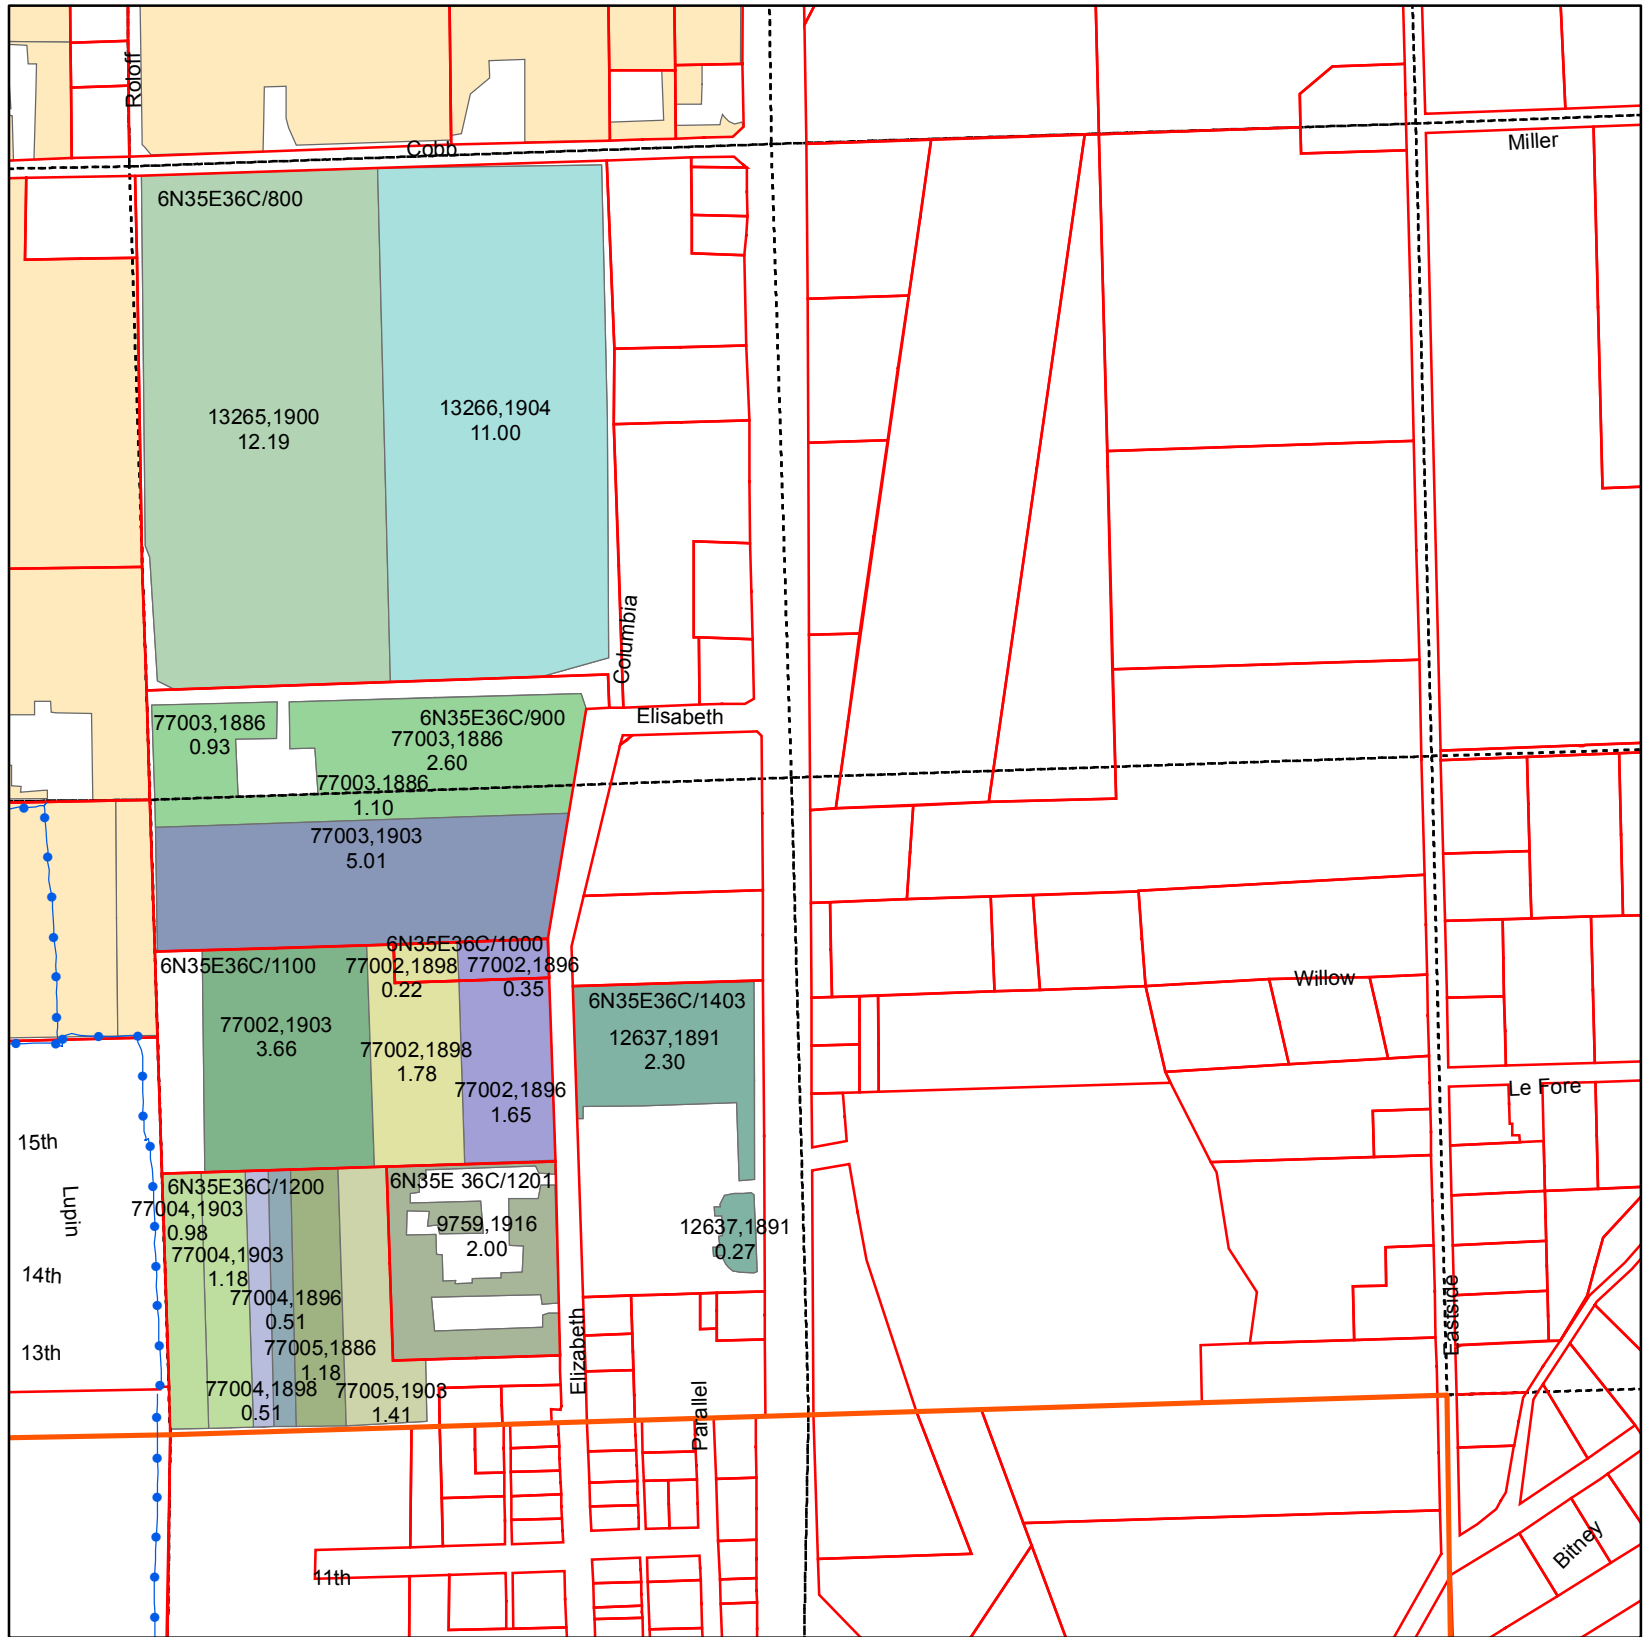 Roloff
Cobb
Miller
6N35E36C/800
13265,1900
12.19
13266,1904
11.00
Columbia
Elisabeth
77003,1886
0.93
6N35E36C/900
77003,1886
2.60
77003,1886
1.10
77003,1903
5.01
6N35E36C/1000
6N35E36C/1100
77002,1898
0.22
77002,1896
0.35
Willow
6N35E36C/1403
12637,1891
2.30
77002,1903
3.66
77002,1898
1.78
77002,1896
1.65
Le Fore
15th
Lupin
14th
13th
6N35E36C/1200
77004,1903
0.98
77004,1903
1.18
77004,1896
0.51
77005,1886
1.18
77004,1898
0.51
77005,1903
1.41
6N35E 36C/1201
9759,1916
2.00
12637,1891
0.27
Elizabeth
Parallel
Eastside
11th
Bitney